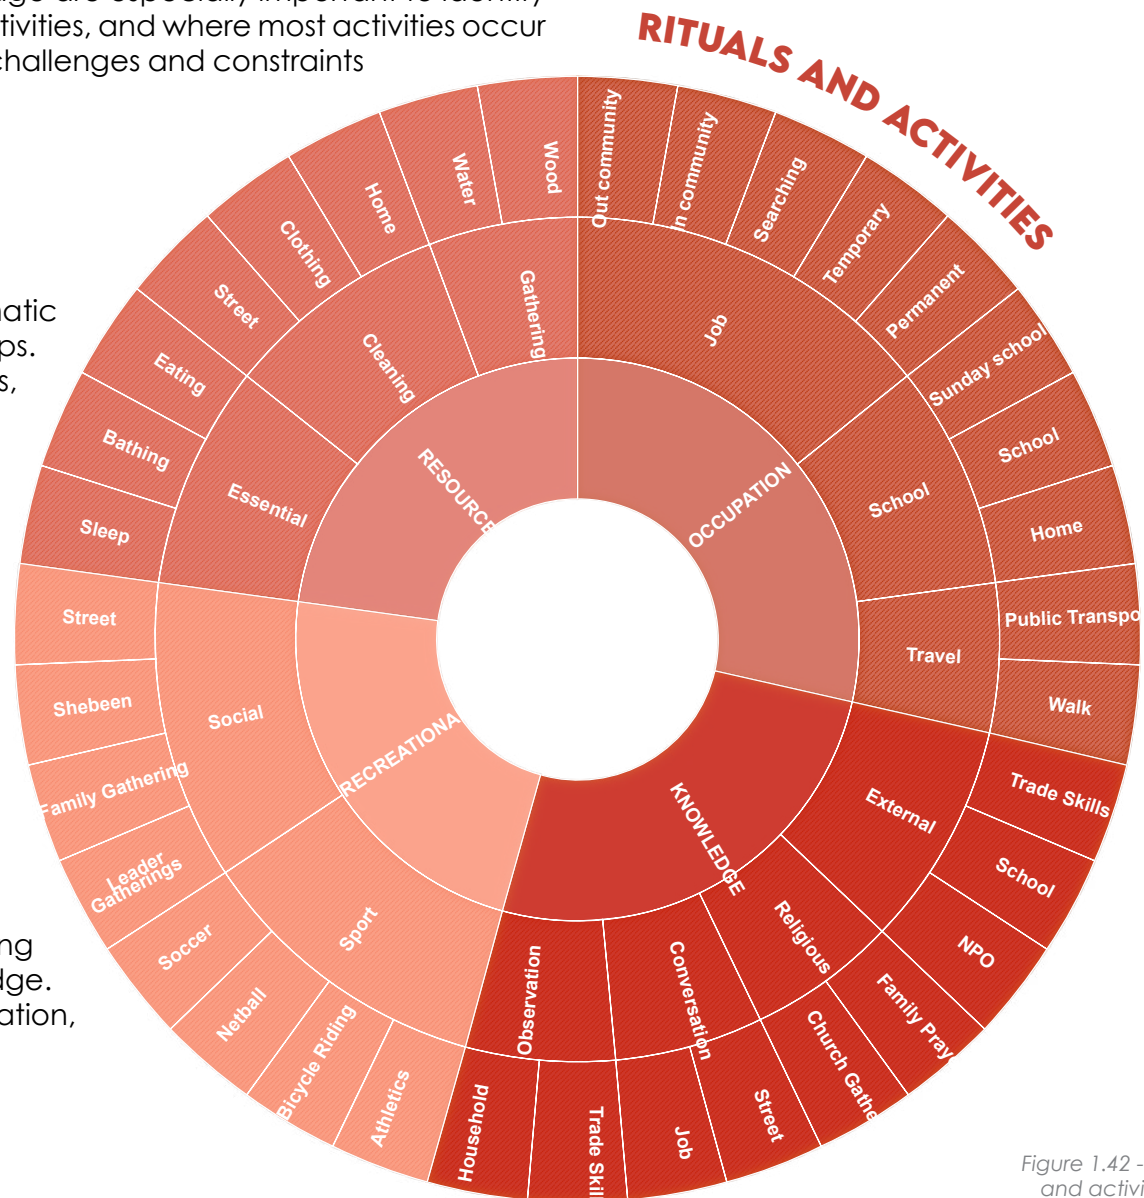 tivities, and where most activities occur
challenges and constraints
RITUALS AND ACTIVITIES
ps.
s,
OCCUPATION
Job
Out community
In community
Searching
Temporary
Permanent
School
Sunday school
School
Home
Travel
Public Transpo
Walk
KNOWLEDGE
External
Trade Skills
School
NPO
Religious
Family Pray
Church Gathe
Conversation
Street
Job
Observation
Trade Skil
Household
RECREATIONA
Sport
Athletics
Bicycle Riding
Netball
Soccer
Social
Leader
Gatherings
Family Gathering
Shebeen
Street
RESOURCE
Essential
Sleep
Bathing
Eating
Cleaning
Street
Clothing
Home
Gathering
Water
Wood
natic
ng
dge.
ation,
Figure 1.42 -
and activi